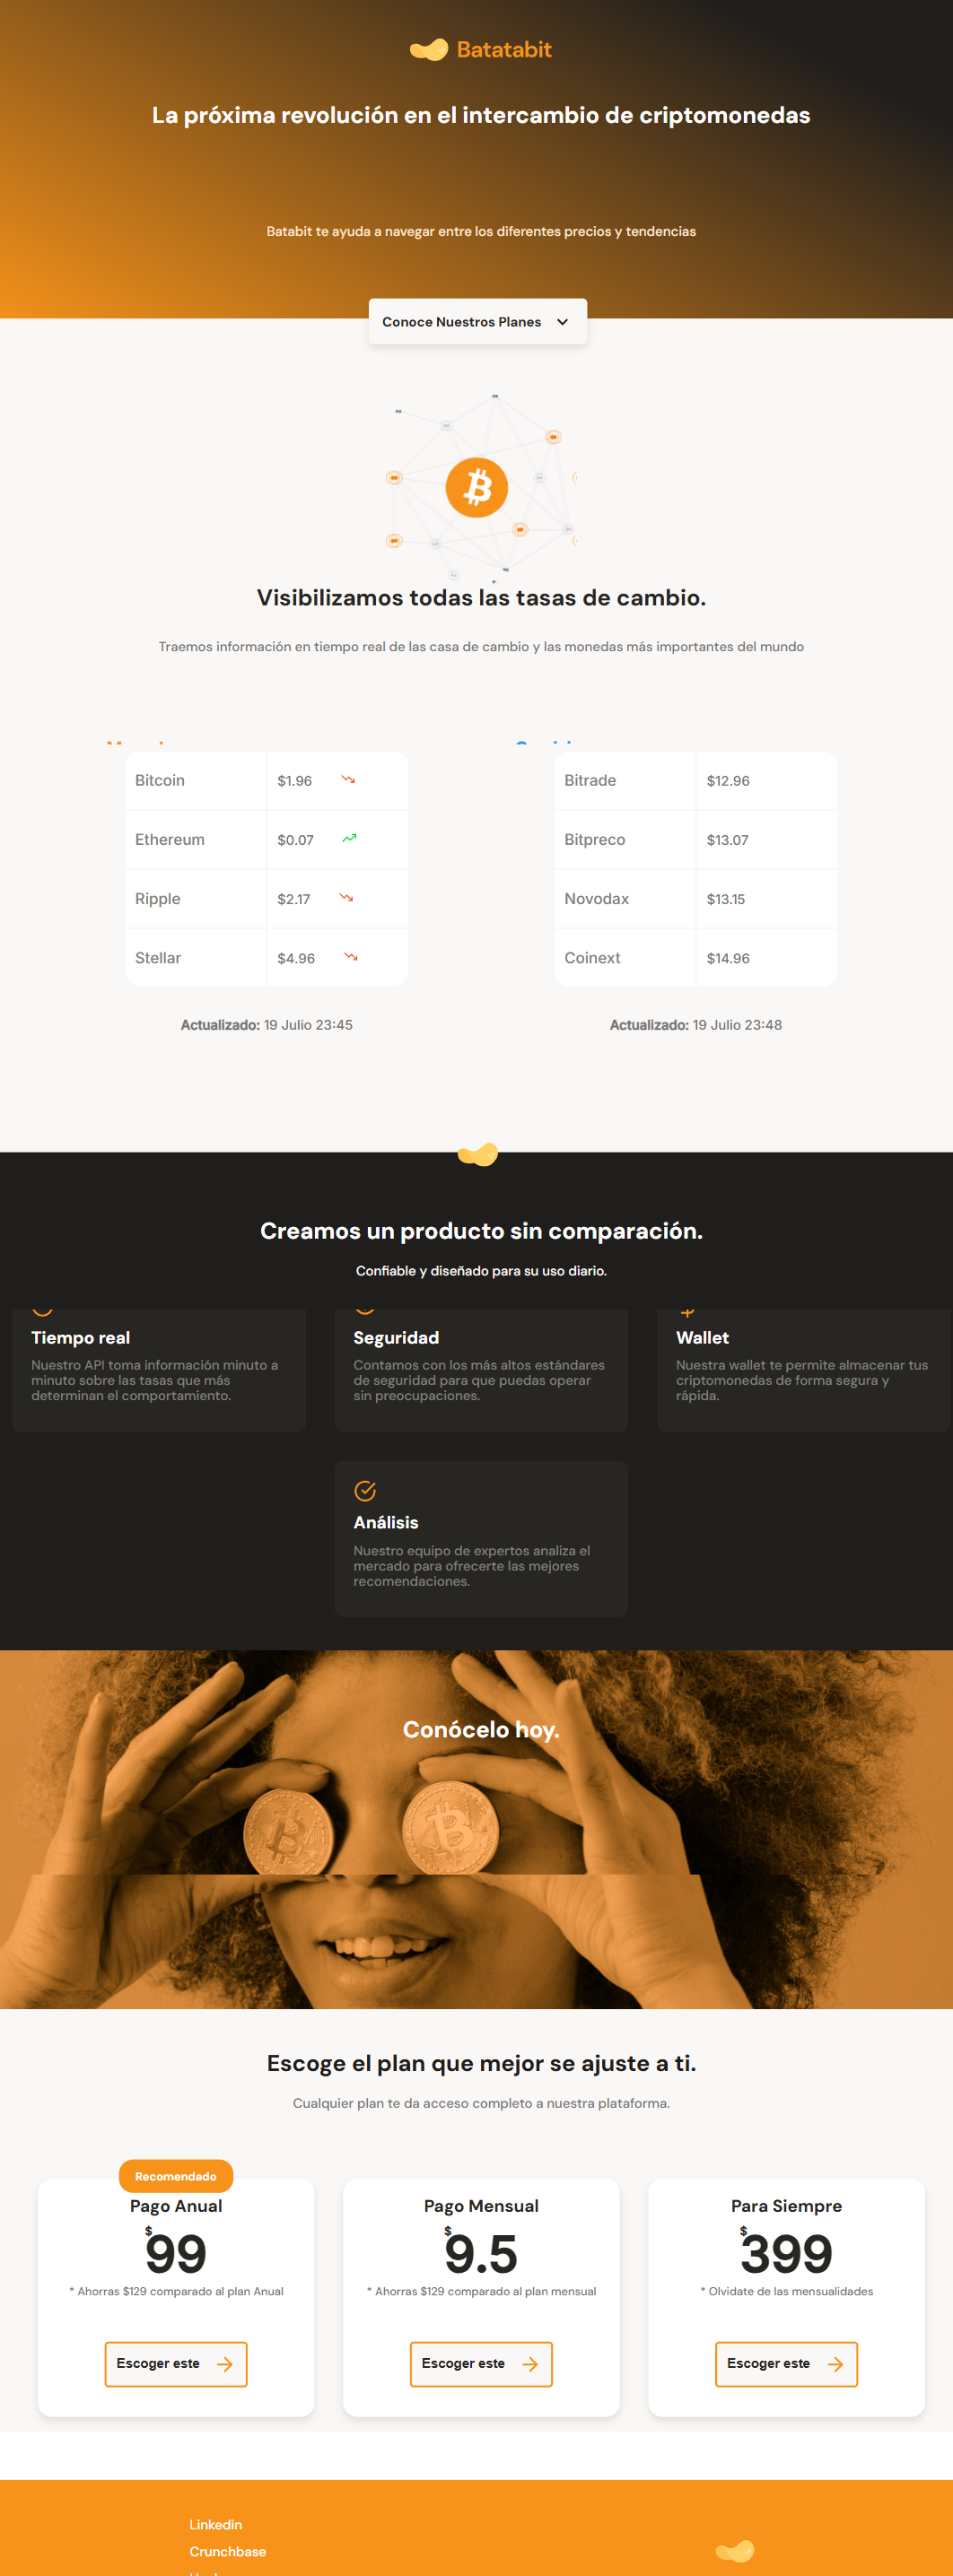 Batatabit
La próxima revolución en el intercambio de criptomonedas
Batabit te ayuda a navegar entre los diferentes precios y tendencias
Conoce Nuestros Planes
Visibilizamos todas las tasas de cambio.
Traemos información en tiempo real de las casa de cambio y las monedas más importantes del mundo
Bitcoin $1.96
Ethereum $0.07
Ripple $2.17
Stellar $4.96
Actualizado: 19 Julio 23:45
Bitrade $12.96
Bitpreco $13.07
Novodax $13.15
Coinext $14.96
Actualizado: 19 Julio 23:48
Creamos un producto sin comparación.
Confiable y diseñado para su uso diario.
Tiempo real
Nuestro API toma información minuto a
minuto sobre las tasas que más
determinan el comportamiento.
Seguridad
Contamos con los más altos estándares
de seguridad para que puedas operar
sin preocupaciones.
Wallet
Nuestra wallet te permite almacenar tus
criptomonedas de forma segura y
rápida.
Análisis
Nuestro equipo de expertos analiza el
mercado para ofrecerte las mejores
recomendaciones.
Conócelo hoy.
Escoge el plan que mejor se ajuste a ti.
Cualquier plan te da acceso completo a nuestra plataforma.
Recomendado
Pago Anual
$99
* Ahorras $129 comparado al plan Anual
Escoger este
Pago Mensual
$9.5
* Ahorras $129 comparado al plan mensual
Escoger este
Para Siempre
$399
* Olvidate de las mensualidades
Escoger este
Linkedin
Crunchbase